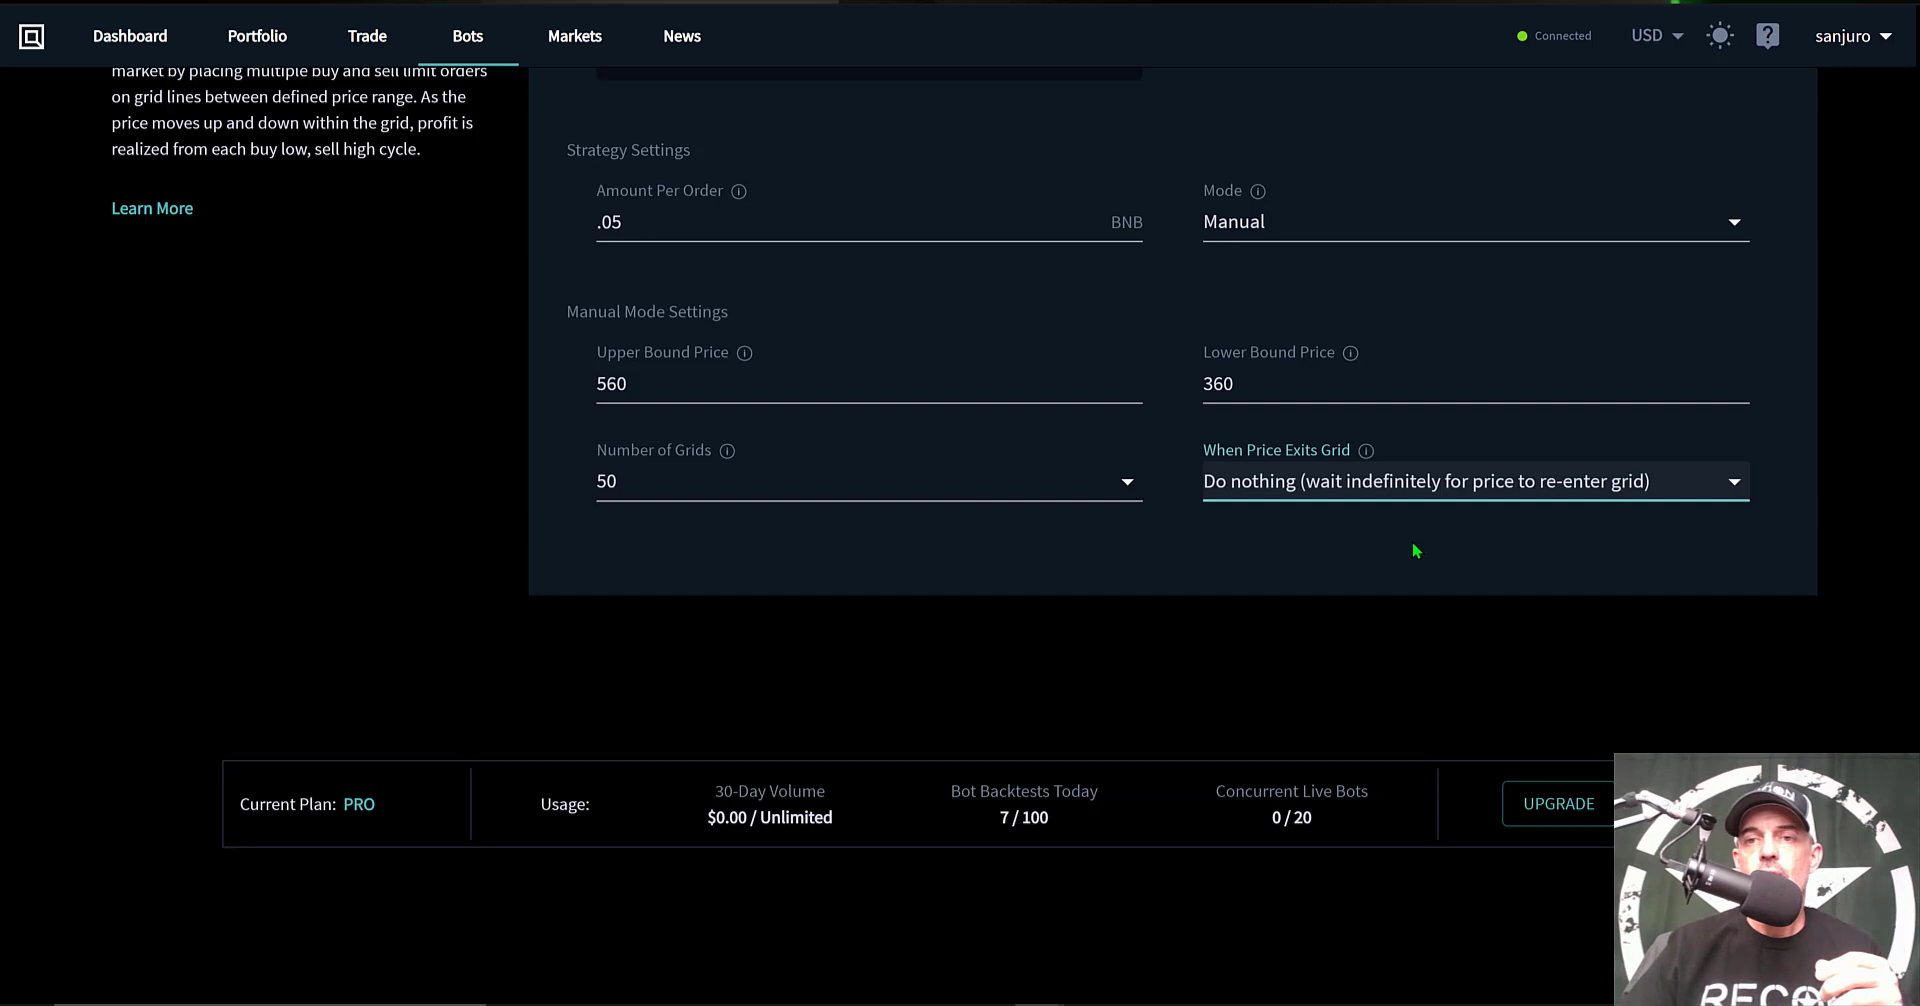 Dashboard
Portfolio
Trade
Bots
Markets
News
Connected
USD
?
sanjuro
market by placing multiple buy and sell limit orders
on grid lines between defined price range. As the
price moves up and down within the grid, profit is
realized from each buy low, sell high cycle.
Learn More
Strategy Settings
Amount Per Order
.05 BNB
Mode
Manual
Manual Mode Settings
Upper Bound Price
560
Lower Bound Price
360
Number of Grids
50
When Price Exits Grid
Do nothing (wait indefinitely for price to re-enter grid)
Current Plan: PRO
Usage:
30-Day Volume
$0.00 / Unlimited
Bot Backtests Today
7 / 100
Concurrent Live Bots
0 / 20
UPGRADE